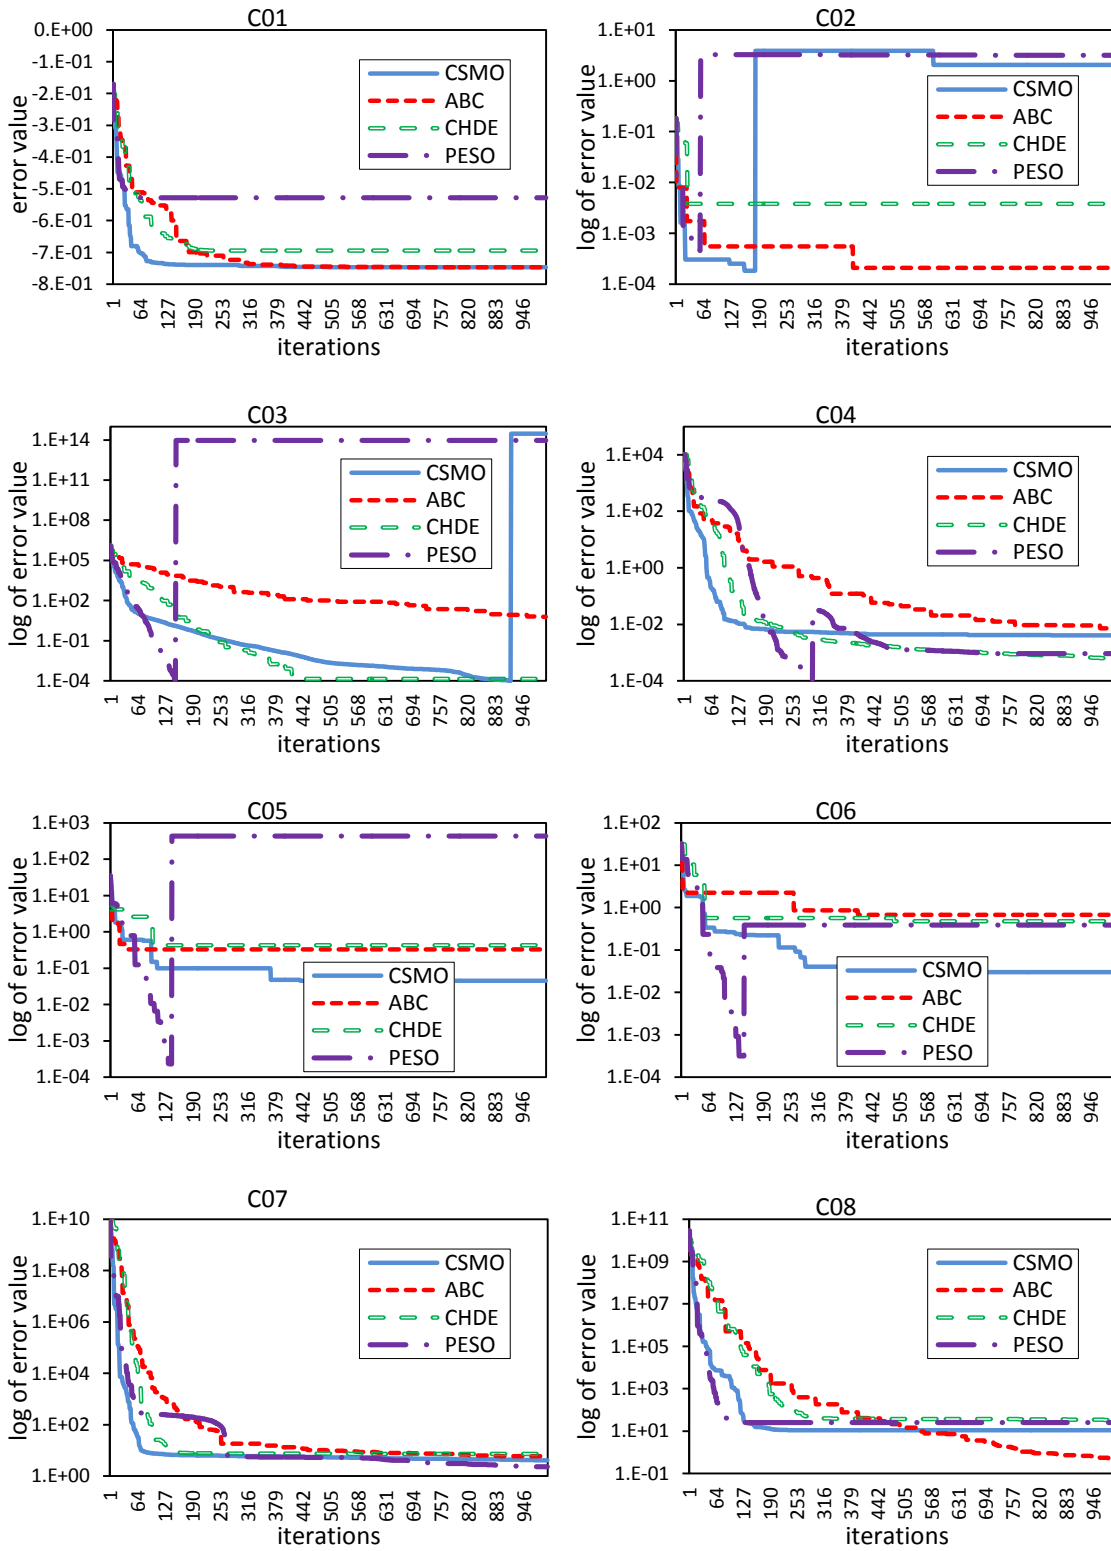 C01
error value
0.E+00
-1.E-01
-2.E-01
-3.E-01
-4.E-01
-5.E-01
-6.E-01
-7.E-01
-8.E-01
CSMO
ABC
CHDE
PESO
1 64 127 190 253 316 379 442 505 568 631 694 757 820 883 946
iterations
C02
log of error value
1.E+01
1.E+00
1.E-01
1.E-02
1.E-03
1.E-04
CSMO
ABC
CHDE
PESO
1 64 127 190 253 316 379 442 505 568 631 694 757 820 883 946
iterations
C03
log of error value
1.E+14
1.E+11
1.E+08
1.E+05
1.E+02
1.E-01
1.E-04
CSMO
ABC
CHDE
PESO
1 64 127 190 253 316 379 442 505 568 631 694 757 820 883 946
iterations
C04
log of error value
1.E+04
1.E+02
1.E+00
1.E-02
1.E-04
CSMO
ABC
CHDE
PESO
1 64 127 190 253 316 379 442 505 568 631 694 757 820 883 946
iterations
C05
log of error value
1.E+03
1.E+02
1.E+01
1.E+00
1.E-01
1.E-02
1.E-03
1.E-04
CSMO
ABC
CHDE
PESO
1 64 127 190 253 316 379 442 505 568 631 694 757 820 883 946
iterations
C06
log of error value
1.E+02
1.E+01
1.E+00
1.E-01
1.E-02
1.E-03
1.E-04
CSMO
ABC
CHDE
PESO
1 64 127 190 253 316 379 442 505 568 631 694 757 820 883 946
iterations
C07
log of error value
1.E+10
1.E+08
1.E+06
1.E+04
1.E+02
1.E+00
CSMO
ABC
CHDE
PESO
1 64 127 190 253 316 379 442 505 568 631 694 757 820 883 946
iterations
C08
log of error value
1.E+11
1.E+09
1.E+07
1.E+05
1.E+03
1.E+01
1.E-01
CSMO
ABC
CHDE
PESO
1 64 127 190 253 316 379 442 505 568 631 694 757 820 883 946
iterations